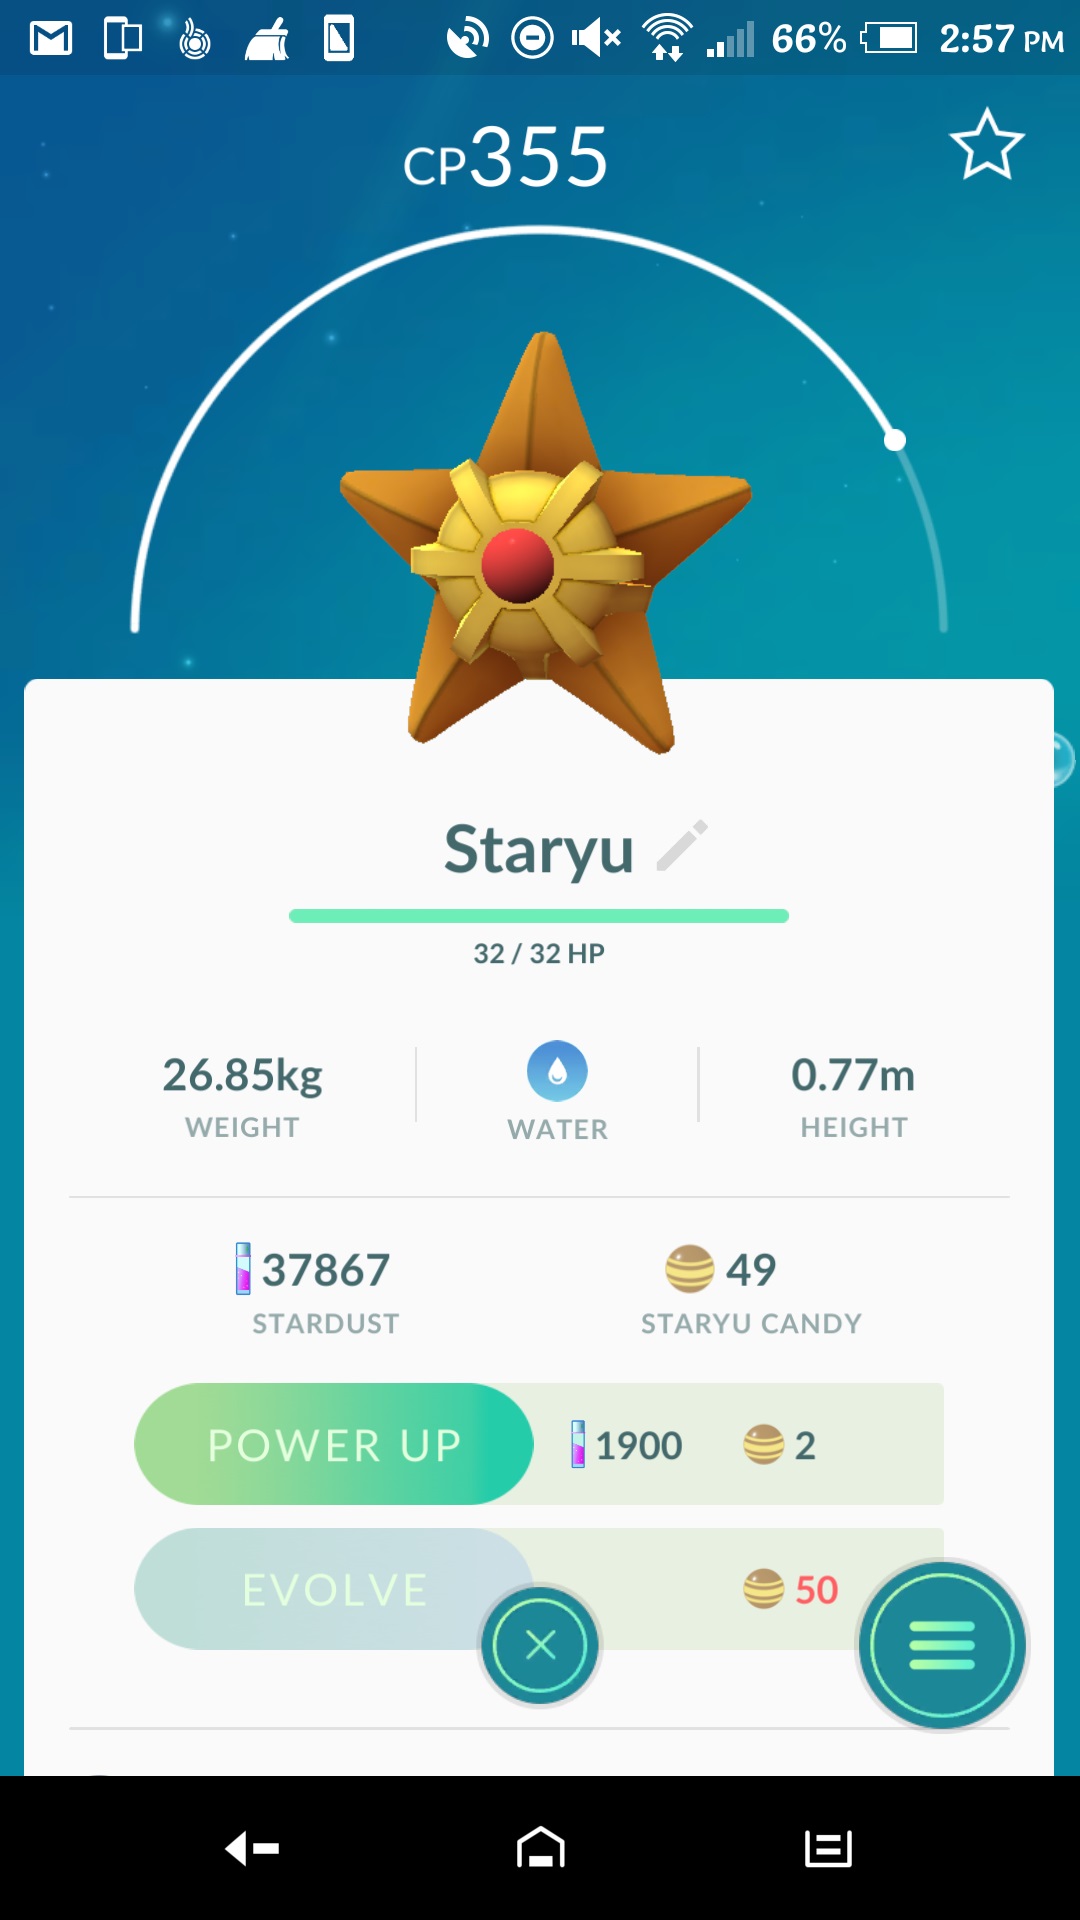 66% 2:57 PM
CP355
Staryu
32 / 32 HP
26.85kg
WEIGHT
WATER
0.77m
HEIGHT
37867
STARDUST
49
STARYU CANDY
POWER UP 1900 2
EVOLVE 50